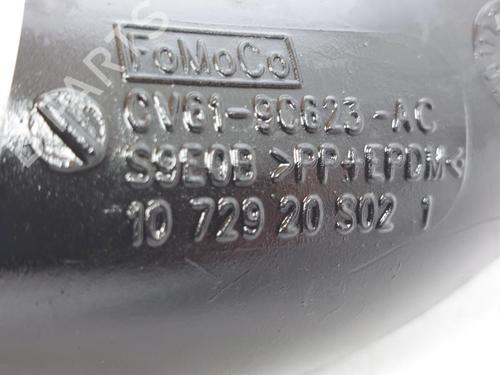 FoMoCo
CV61-9C623-AC
S9E0B >PP+EPDM<
10 729 20 S02 1